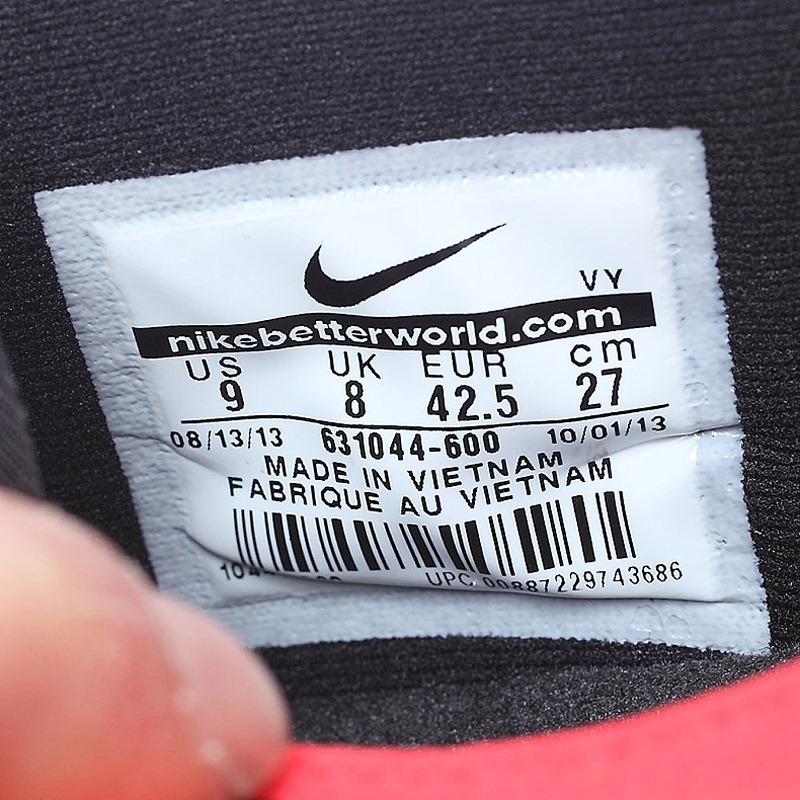 VY
nikebetterworld.com
US UK EUR cm
9 8 42.5 27
08/13/13 631044-600 10/01/13
MADE IN VIETNAM
FABRIQUE AU VIETNAM
UPC 00887229743686